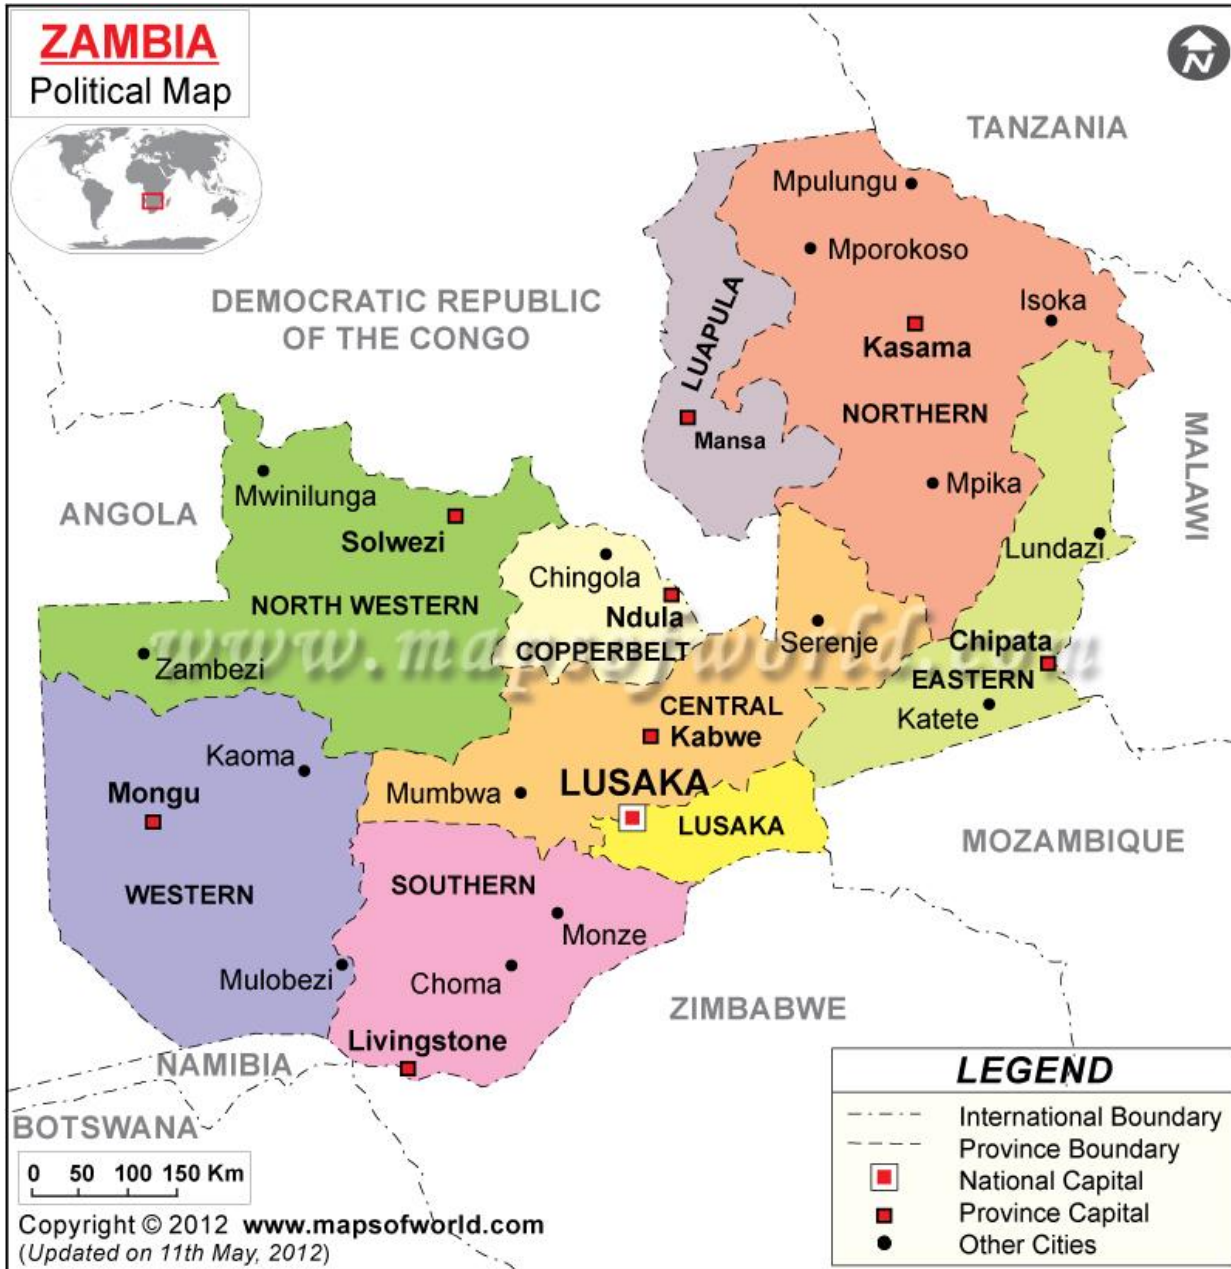 ZAMBIA
Political Map
N
TANZANIA
Mpulungu
Mporokoso
DEMOCRATIC REPUBLIC
OF THE CONGO
LUAPULA
Isoka
Kasama
NORTHERN
Mansa
MALAWI
Mwinilunga
Mpika
ANGOLA
Solwezi
Lundazi
Chingola
NORTH WESTERN
Ndula
Serenje
Chipata
COPPERBELT
www.mapsofworld.com
Zambezi
EASTERN
CENTRAL
Katete
Kabwe
Kaoma
LUSAKA
Mumbwa
Mongu
LUSAKA
MOZAMBIQUE
SOUTHERN
WESTERN
Monze
Mulobezi
Choma
ZIMBABWE
Livingstone
NAMIBIA
BOTSWANA
LEGEND
International Boundary
Province Boundary
National Capital
Province Capital
Other Cities
0 50 100 150 Km
Copyright © 2012 www.mapsofworld.com
(Updated on 11th May, 2012)